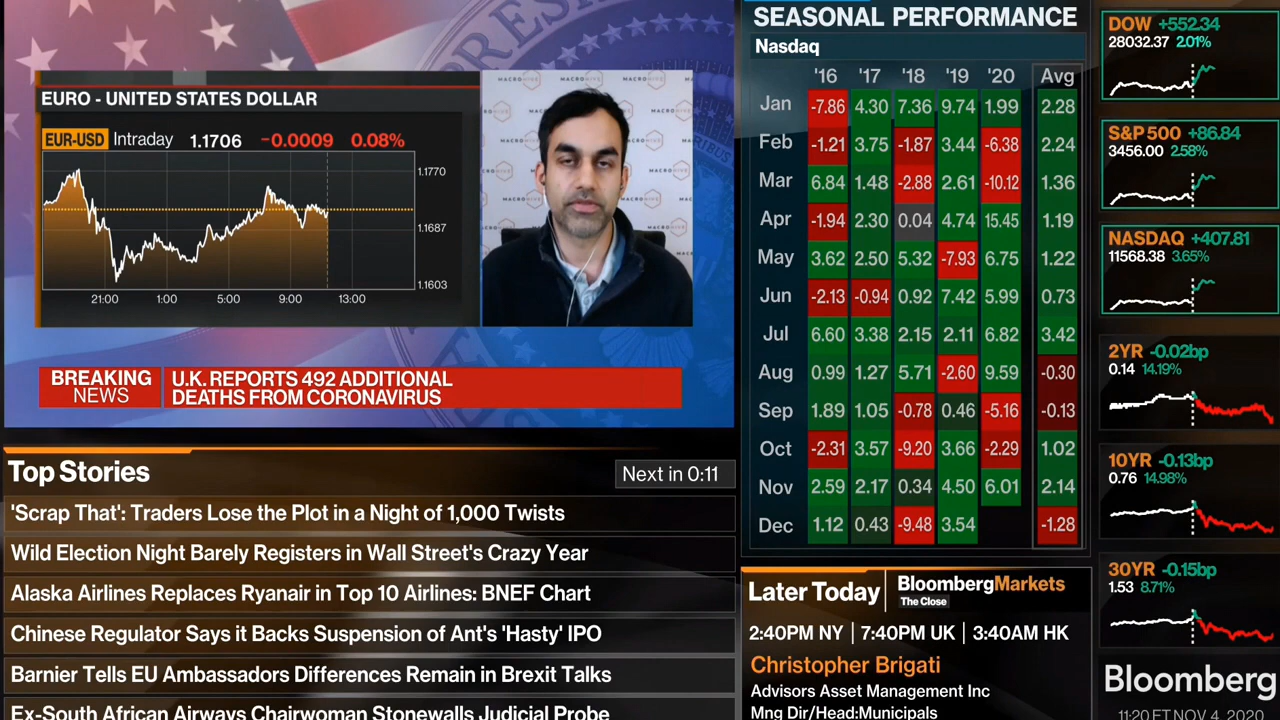 EURO - UNITED STATES DOLLAR
EUR-USD Intraday 1.1706 -0.0009 0.08%
1.1770
1.1687
1.1603
21:00 1:00 5:00 9:00 13:00
MACROHIVE
BREAKING NEWS
U.K. REPORTS 492 ADDITIONAL
DEATHS FROM CORONAVIRUS
Top Stories
Next in 0:11
'Scrap That': Traders Lose the Plot in a Night of 1,000 Twists
Wild Election Night Barely Registers in Wall Street's Crazy Year
Alaska Airlines Replaces Ryanair in Top 10 Airlines: BNEF Chart
Chinese Regulator Says it Backs Suspension of Ant's 'Hasty' IPO
Barnier Tells EU Ambassadors Differences Remain in Brexit Talks
Ex-South African Airways Chairwoman Stonewalls Judicial Probe
SEASONAL PERFORMANCE
Nasdaq
'16 '17 '18 '19 '20 Avg
Jan -7.86 4.30 7.36 9.74 1.99 2.28
Feb -1.21 3.75 -1.87 3.44 -6.38 2.24
Mar 6.84 1.48 -2.88 2.61 -10.12 1.36
Apr -1.94 2.30 0.04 4.74 15.45 1.19
May 3.62 2.50 5.32 -7.93 6.75 1.22
Jun -2.13 -0.94 0.92 7.42 5.99 0.73
Jul 6.60 3.38 2.15 2.11 6.82 3.42
Aug 0.99 1.27 5.71 -2.60 9.59 -0.30
Sep 1.89 1.05 -0.78 0.46 -5.16 -0.13
Oct -2.31 3.57 -9.20 3.66 -2.29 1.02
Nov 2.59 2.17 0.34 4.50 6.01 2.14
Dec 1.12 0.43 -9.48 3.54 -1.28
Later Today
BloombergMarkets
The Close
2:40PM NY | 7:40PM UK | 3:40AM HK
Christopher Brigati
Advisors Asset Management Inc
Mng Dir/Head:Municipals
DOW +552.34
28032.37 2.01%
S&P 500 +86.84
3456.00 2.58%
NASDAQ +407.81
11568.38 3.65%
2YR -0.02bp
0.14 14.19%
10YR -0.13bp
0.76 14.98%
30YR -0.15bp
1.53 8.71%
Bloomberg
11:20 ET NOV 4, 2020